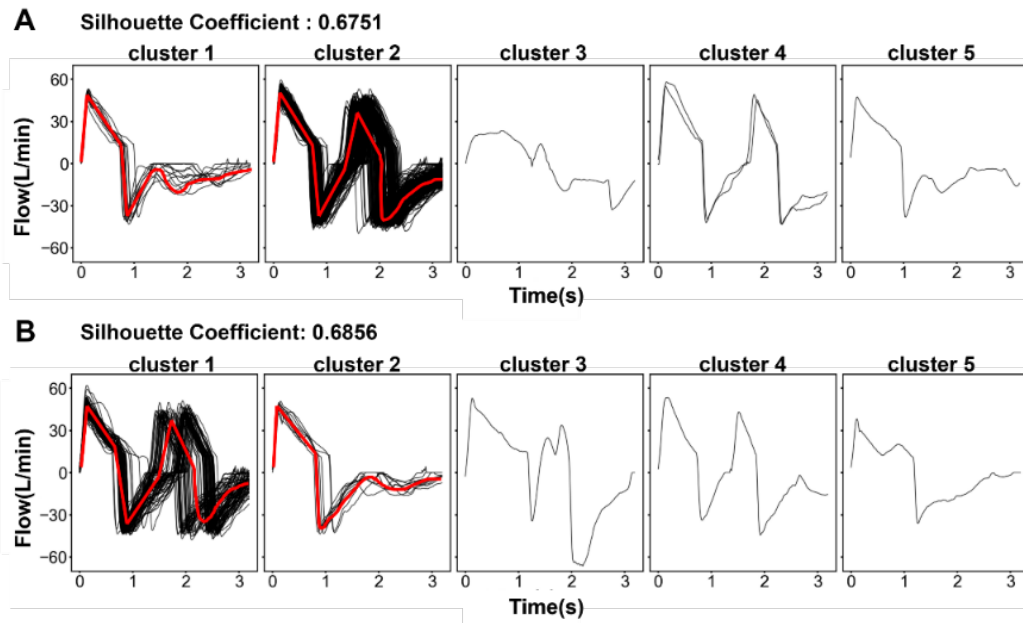 A Silhouette Coefficient : 0.6751
cluster 1 cluster 2 cluster 3 cluster 4 cluster 5
60
30
0
−30
−60
Flow(L/min)
0 1 2 3 0 1 2 3 0 1 2 3 0 1 2 3 0 1 2 3
Time(s)
B Silhouette Coefficient: 0.6856
cluster 1 cluster 2 cluster 3 cluster 4 cluster 5
60
30
0
−30
−60
Flow(L/min)
0 1 2 3 0 1 2 3 0 1 2 3 0 1 2 3 0 1 2 3
Time(s)